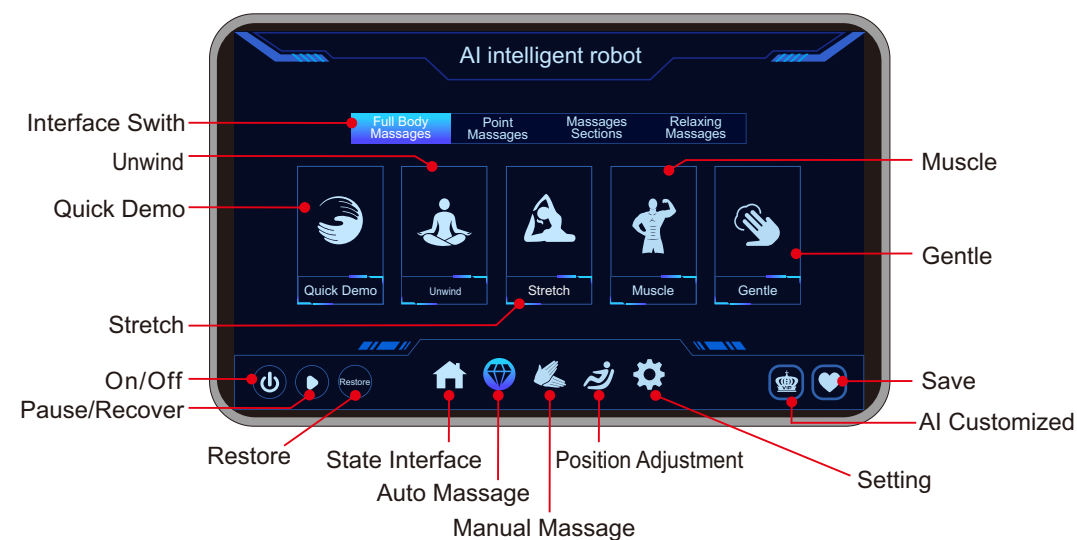 AI intelligent robot
Interface Swith
Full Body
Massages
Point
Massages
Massages
Sections
Relaxing
Massages
Unwind
Muscle
Quick Demo
Gentle
Quick Demo
Unwind
Stretch
Muscle
Gentle
Stretch
On/Off
Restore
VIP
Save
Pause/Recover
AI Customized
Restore
State Interface
Position Adjustment
Setting
Auto Massage
Manual Massage